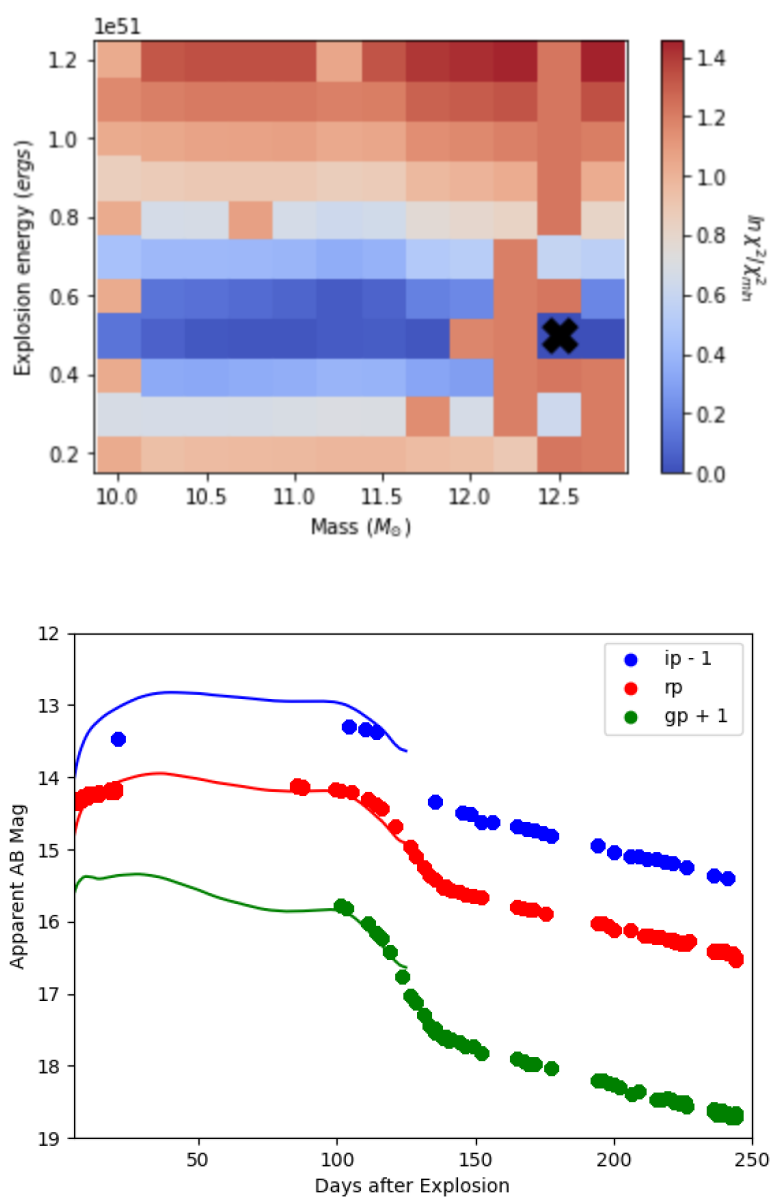 1e51
1.2
1.0
0.8
0.6
0.4
0.2
Explosion energy (ergs)
10.0 10.5 11.0 11.5 12.0 12.5
Mass (M⊙)
1.4
1.2
1.0
0.8
0.6
0.4
0.2
0.0
ln χ²/χ²min
12
13
14
15
16
17
18
19
Apparent AB Mag
ip - 1
rp
gp + 1
50 100 150 200 250
Days after Explosion